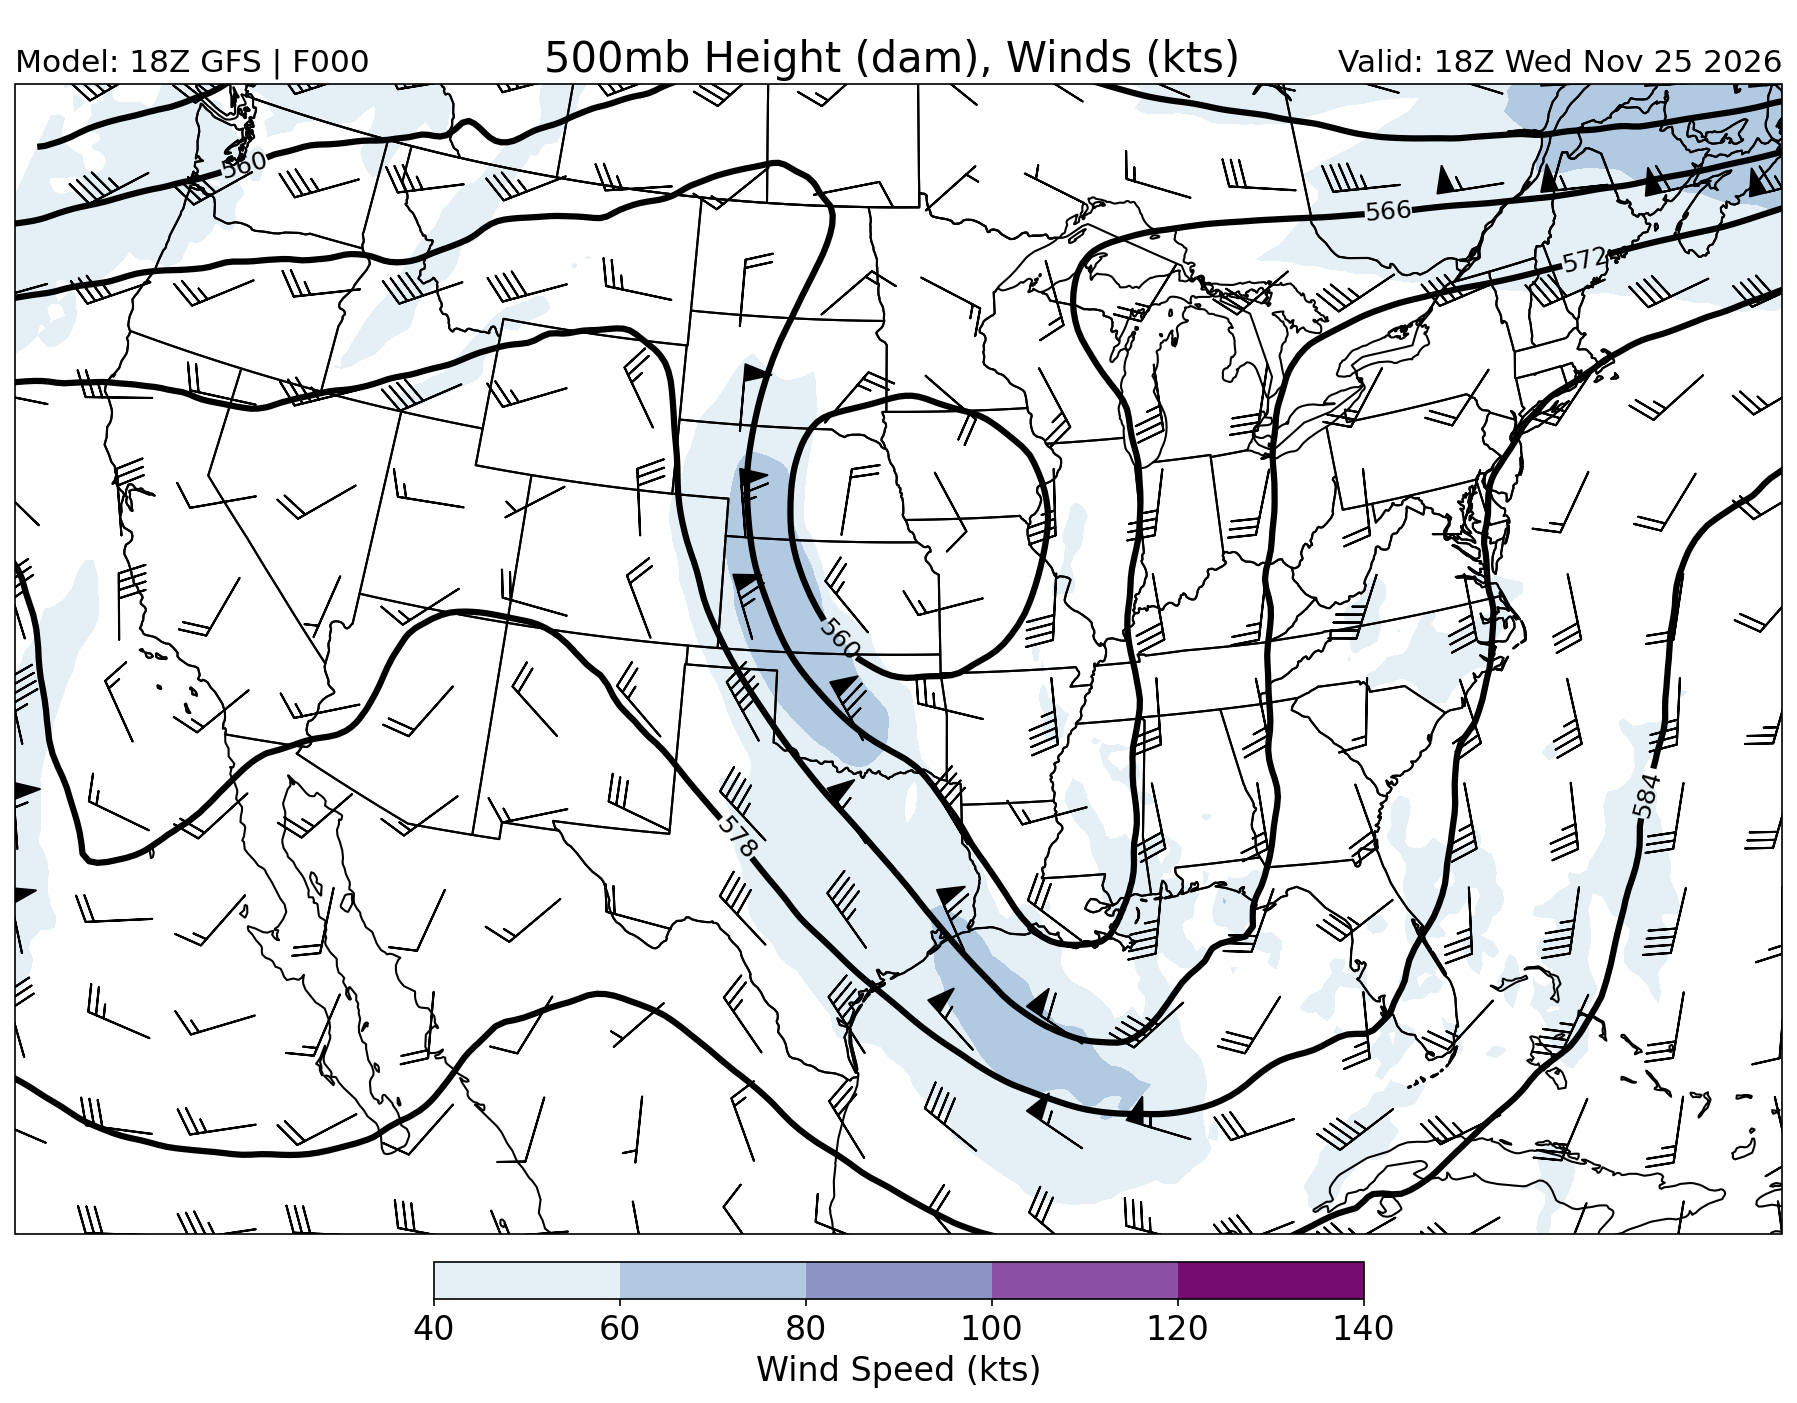 Model: 18Z GFS | F000
500mb Height (dam), Winds (kts)
Valid: 18Z Wed Nov 25 2026
560
566
572
560
584
578
40 60 80 100 120 140
Wind Speed (kts)